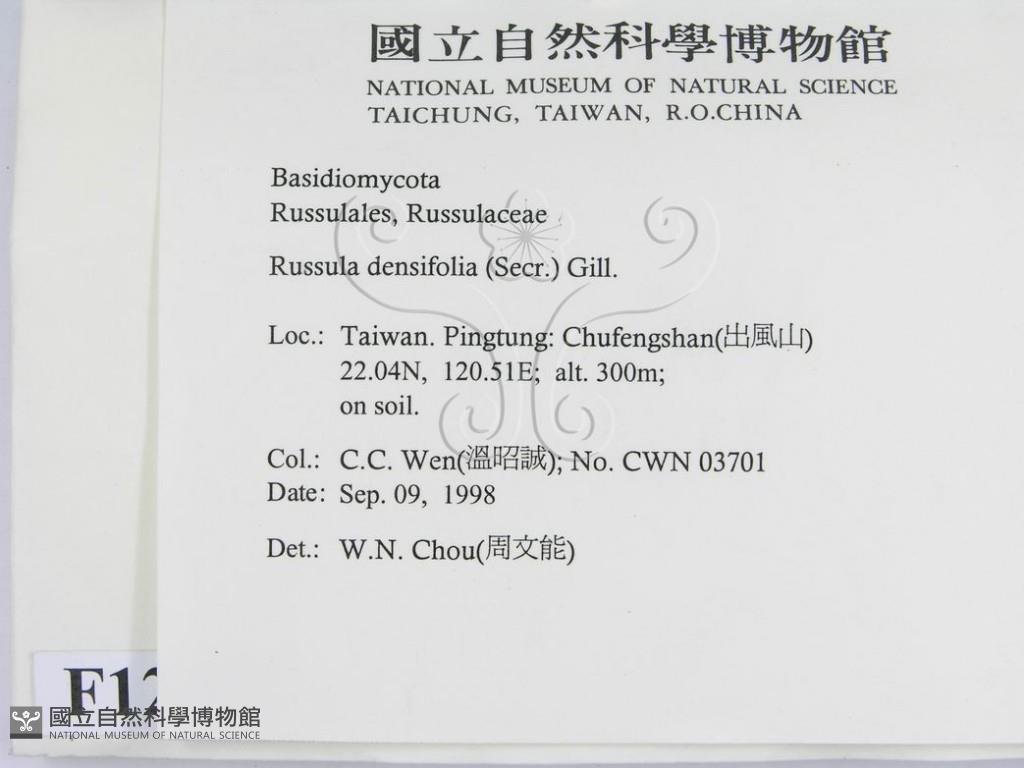 國立自然科學博物館
NATIONAL MUSEUM OF NATURAL SCIENCE
TAICHUNG, TAIWAN, R.O.CHINA
Basidiomycota
Russulales, Russulaceae
Russula densifolia (Secr.) Gill.
Loc.: Taiwan. Pingtung: Chufengshan(出風山)
22.04N, 120.51E; alt. 300m;
on soil.
Col.: C.C. Wen(溫昭誠); No. CWN 03701
Date: Sep. 09, 1998
Det.: W.N. Chou(周文能)
F12
國立自然科學博物館
NATIONAL MUSEUM OF NATURAL SCIENCE